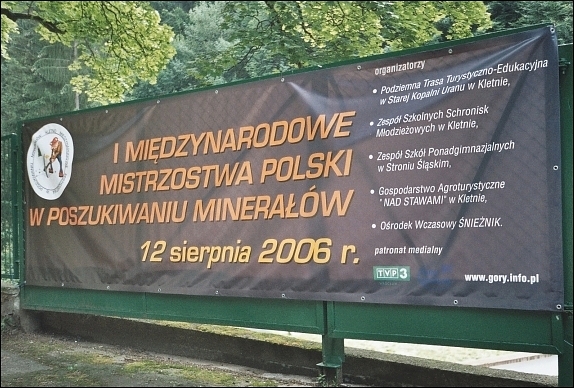 I MIĘDZYNARODOWE
MISTRZOSTWA POLSKI
W POSZUKIWANIU MINERAŁÓW
12 sierpnia 2006 r.
organizatorzy
• Podziemna Trasa Turystyczno-Edukacyjna
w Starej Kopalni Uranu w Kletnie,
• Zespół Szkolnych Schronisk
Młodzieżowych w Kletnie,
• Zespół Szkół Ponadgimnazjalnych
w Stroniu Śląskim,
• Gospodarstwo Agroturystyczne
"NAD STAWAMI" w Kletnie,
• Ośrodek Wczasowy ŚNIEŻNIK.
patronat medialny
TVP3
www.gory.info.pl